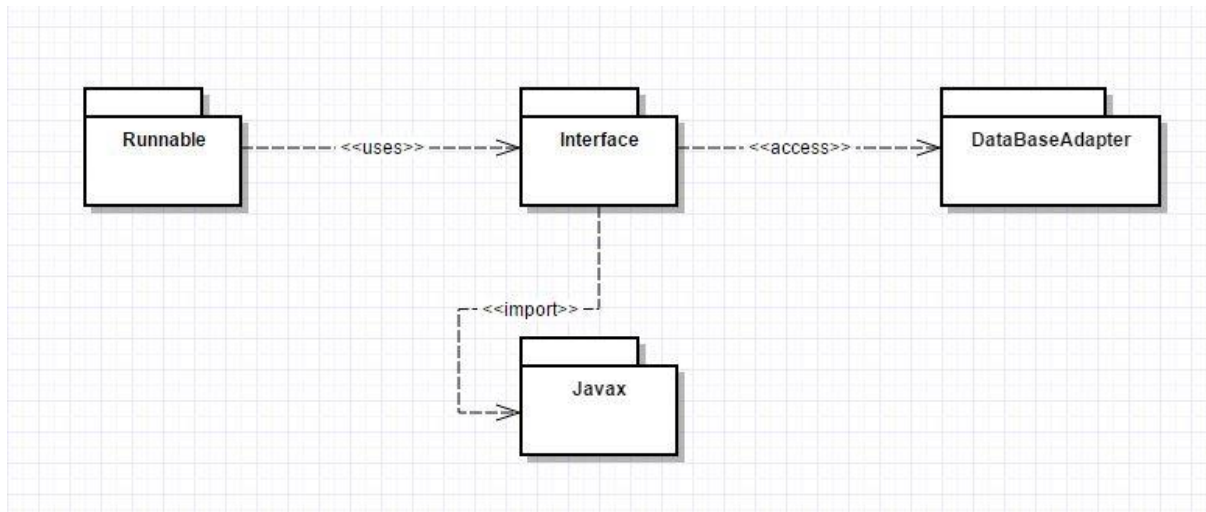 Runnable
<<uses>>
Interface
<<access>>
DataBaseAdapter
<<import>>
Javax